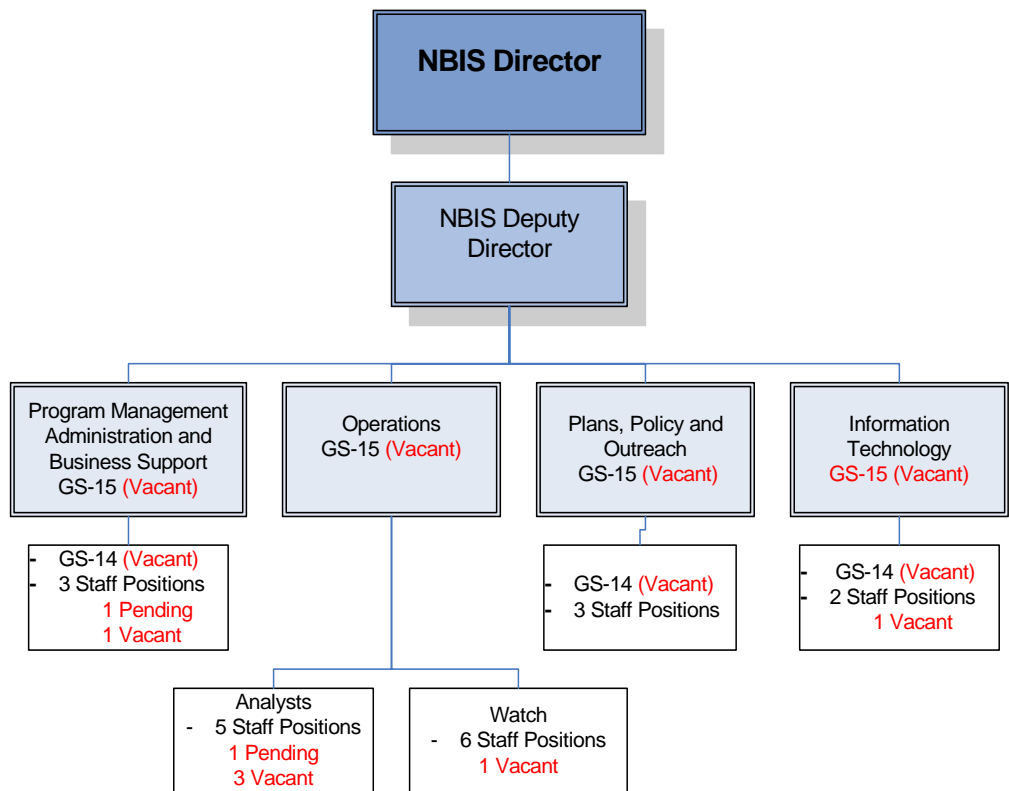 NBIS Director
NBIS Deputy
Director
Program Management
Administration and
Business Support
GS-15 (Vacant)
Operations
GS-15 (Vacant)
Plans, Policy and
Outreach
GS-15 (Vacant)
Information
Technology
GS-15 (Vacant)
- GS-14 (Vacant)
- 3 Staff Positions
1 Pending
1 Vacant
- GS-14 (Vacant)
- 3 Staff Positions
- GS-14 (Vacant)
- 2 Staff Positions
1 Vacant
Analysts
- 5 Staff Positions
1 Pending
3 Vacant
Watch
- 6 Staff Positions
1 Vacant